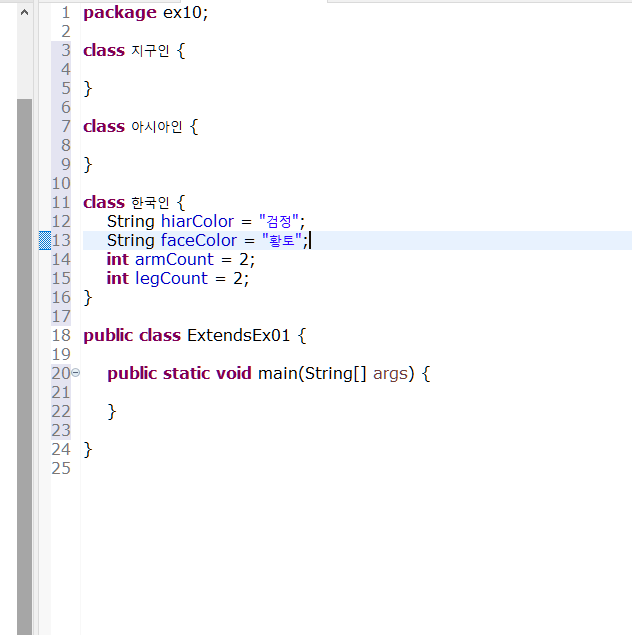 1 package ex10;
2
3 class 지구인 {
4
5 }
6
7 class 아시아인 {
8
9 }
10
11 class 한국인 {
12 String hiarColor = "검정";
13 String faceColor = "황토";
14 int armCount = 2;
15 int legCount = 2;
16 }
17
18 public class ExtendsEx01 {
19
20 public static void main(String[] args) {
21
22 }
23
24 }
25